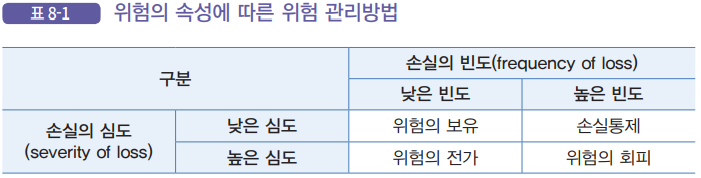 표 8-1 위험의 속성에 따른 위험 관리방법
구분 손실의 빈도(frequency of loss)
낮은 빈도 높은 빈도
손실의 심도
(severity of loss)
낮은 심도 위험의 보유 손실통제
높은 심도 위험의 전가 위험의 회피